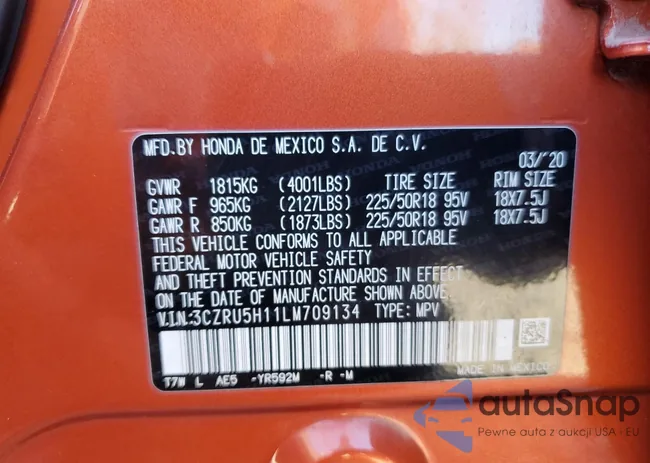 MFD.BY HONDA DE MEXICO S.A. DE C.V.
03/'20
GVWR 1815KG (4001LBS) TIRE SIZE RIM SIZE
GAWR F 965KG (2127LBS) 225/50R18 95V 18X7.5J
GAWR R 850KG (1873LBS) 225/50R18 95V 18X7.5J
THIS VEHICLE CONFORMS TO ALL APPLICABLE
FEDERAL MOTOR VEHICLE SAFETY
AND THEFT PREVENTION STANDARDS IN EFFECT
ON THE DATE OF MANUFACTURE SHOWN ABOVE.
V.I.N.:3CZRU5H11LM709134 TYPE: MPV
T7W L AE5 -YR592M -R -M
MADE IN MEXICO
autoSnap
Pewne auta z aukcji USA - EU